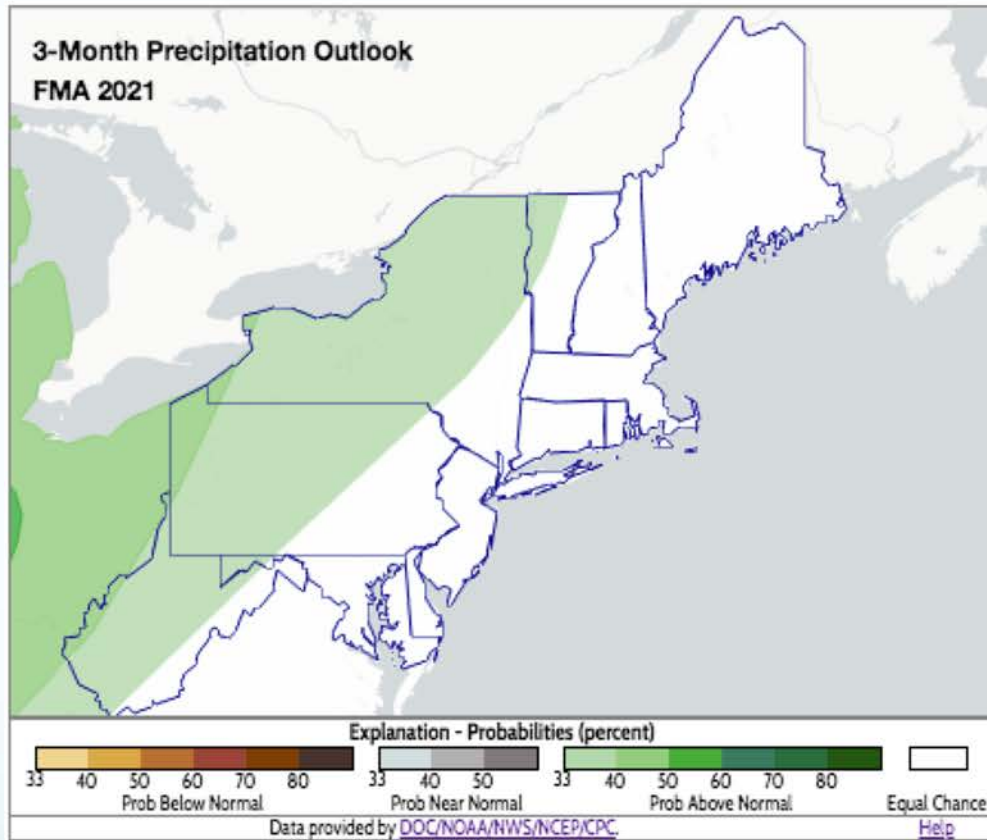 3-Month Precipitation Outlook
FMA 2021
Explanation - Probabilities (percent)
33 40 50 60 70 80
Prob Below Normal
33 40 50
Prob Near Normal
33 40 50 60 70 80
Prob Above Normal
Equal Chance
Data provided by DOC/NOAA/NWS/NCEP/CPC.
Help